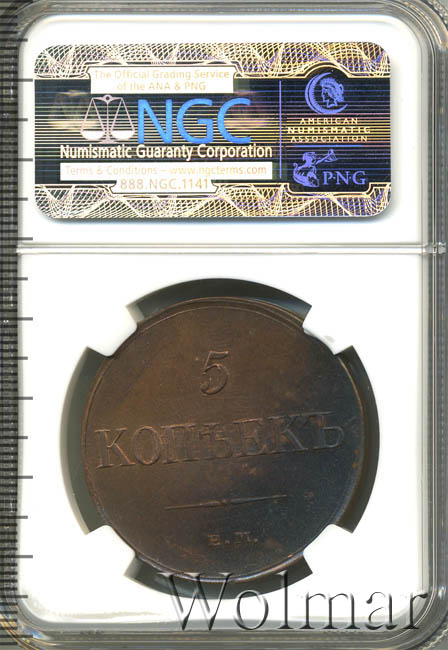 The Official Grading Service
of the ANA & PNG
NGC
Numismatic Guaranty Corporation
Terms & Conditions – www.ngcterms.com
888.NGC.1141
AMERICAN
NUMISMATIC
ASSOCIATION
P·N·G
5
КОПѢЕКЪ
Е.М.
Wolmar